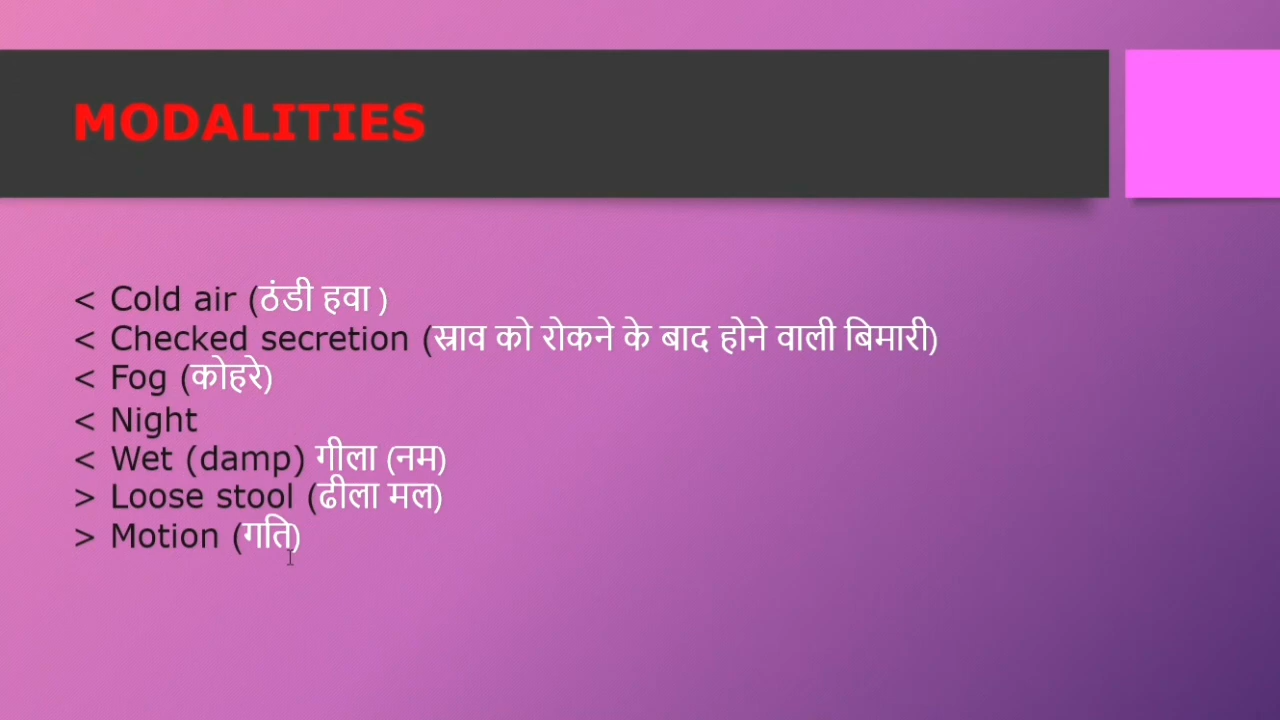 MODALITIES
< Cold air (ठंडी हवा )
< Checked secretion (स्राव को रोकने के बाद होने वाली बिमारी)
< Fog (कोहरे)
< Night
< Wet (damp) गीला (नम)
> Loose stool (ढीला मल)
> Motion (गति)